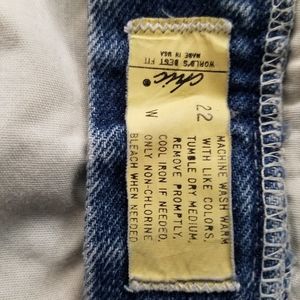 WORLD'S BEST FIT
MADE IN USA
chic®
22
W
MACHINE WASH WARM
WITH LIKE COLORS.
TUMBLE DRY MEDIUM,
REMOVE PROMPTLY.
COOL IRON IF NEEDED.
ONLY NON-CHLORINE
BLEACH WHEN NEEDED